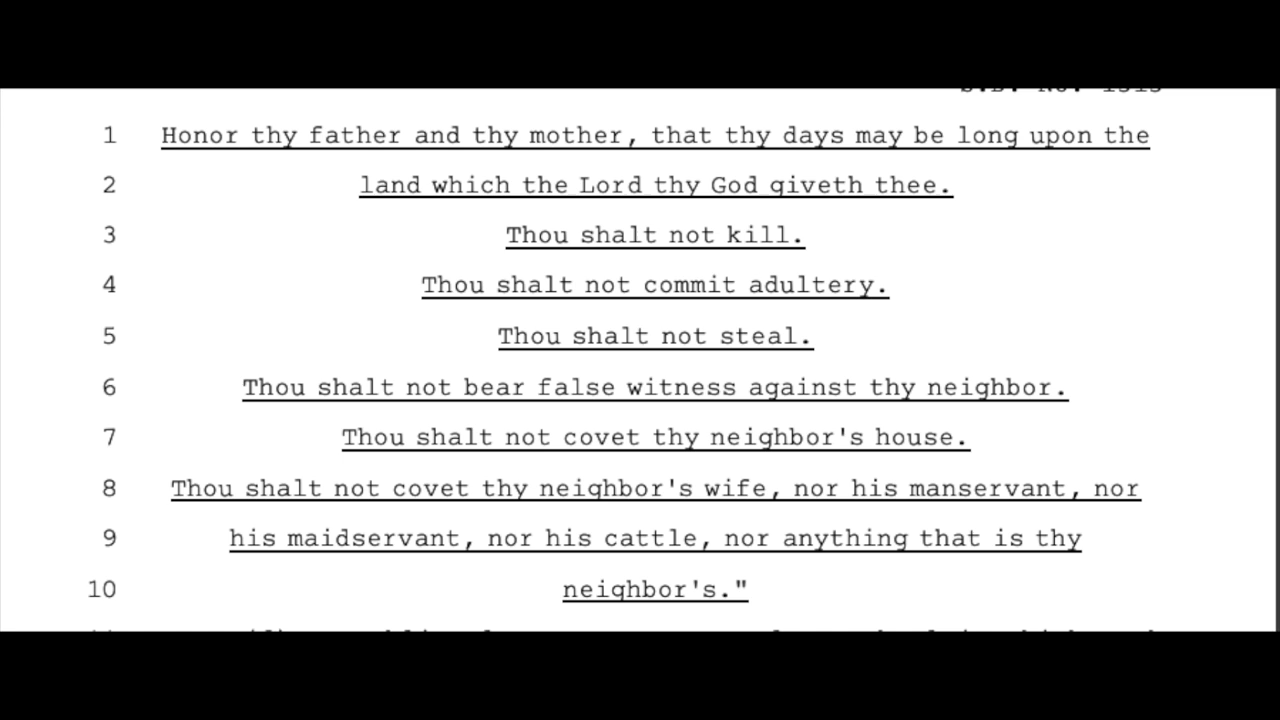 S.B. No. 1515
1 Honor thy father and thy mother, that thy days may be long upon the
2 land which the Lord thy God giveth thee.
3 Thou shalt not kill.
4 Thou shalt not commit adultery.
5 Thou shalt not steal.
6 Thou shalt not bear false witness against thy neighbor.
7 Thou shalt not covet thy neighbor's house.
8 Thou shalt not covet thy neighbor's wife, nor his manservant, nor
9 his maidservant, nor his cattle, nor anything that is thy
10 neighbor's."